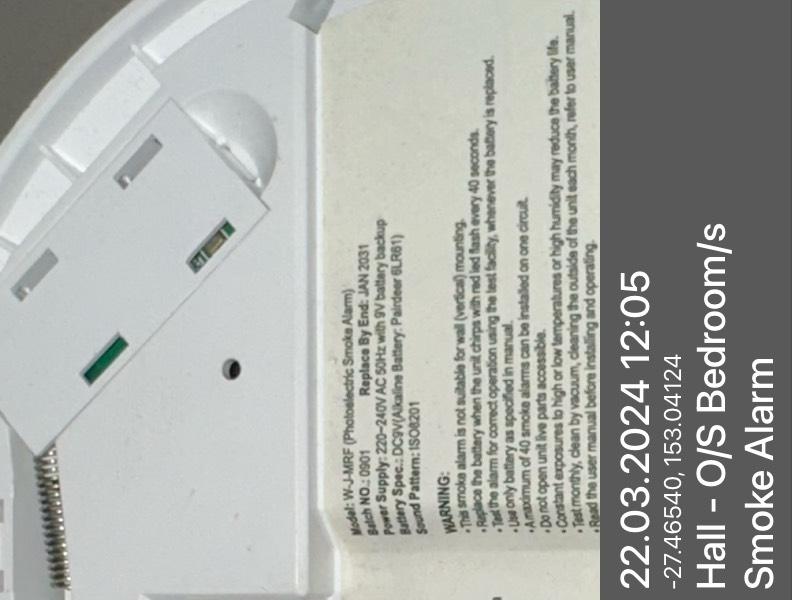 Model: W-J-MRF (Photoelectric Smoke Alarm)
Batch NO.: 0901 Replace By End: JAN 2031
Power Supply: 220–240V AC 50Hz with 9V battery backup
Battery Spec.: DC9V(Alkaline Battery: Pairdeer 6LR61)
Sound Pattern: ISO8201
WARNING:
•This smoke alarm is not suitable for wall (vertical) mounting.
•Replace the battery when the unit chirps with red led flash every 40 seconds.
•Test the alarm for correct operation using the test facility, whenever the battery is replaced.
•Use only battery as specified in manual.
•A maximum of 40 smoke alarms can be installed on one circuit.
•Do not open unit live parts accessible.
•Constant exposures to high or low temperatures or high humidity may reduce the battery life.
•Test monthly, clean by vacuum, cleaning the outside of the unit each month, refer to user manual.
•Read the user manual before installing and operating.
22.03.2024 12:05
-27.46540, 153.04124
Hall - O/S Bedroom/s
Smoke Alarm